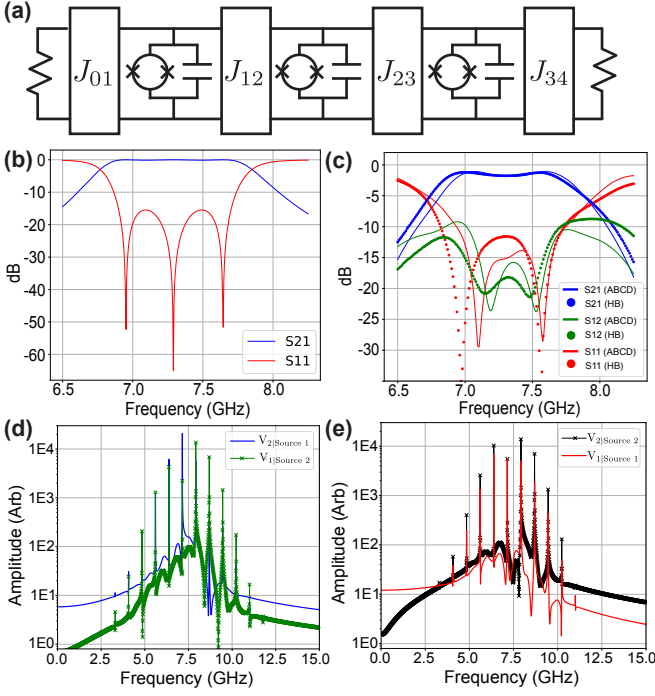 (a)
J01 J12 J23 J34
(b)
0
-10
-20
-30
-40
-50
-60
dB
S21
S11
6.5 7.0 7.5 8.0
Frequency (GHz)
(c)
0
-5
-10
-15
-20
-25
-30
dB
S21 (ABCD)
S21 (HB)
S12 (ABCD)
S12 (HB)
S11 (ABCD)
S11 (HB)
6.5 7.0 7.5 8.0
Frequency (GHz)
(d)
1E4
1E3
1E2
1E1
1E0
Amplitude (Arb)
V2|Source 1
V1|Source 2
0.0 2.5 5.0 7.5 10.0 12.5 15.0
Frequency (GHz)
(e)
1E4
1E3
1E2
1E1
1E0
Amplitude (Arb)
V2|Source 2
V1|Source 1
0.0 2.5 5.0 7.5 10.0 12.5 15.0
Frequency (GHz)